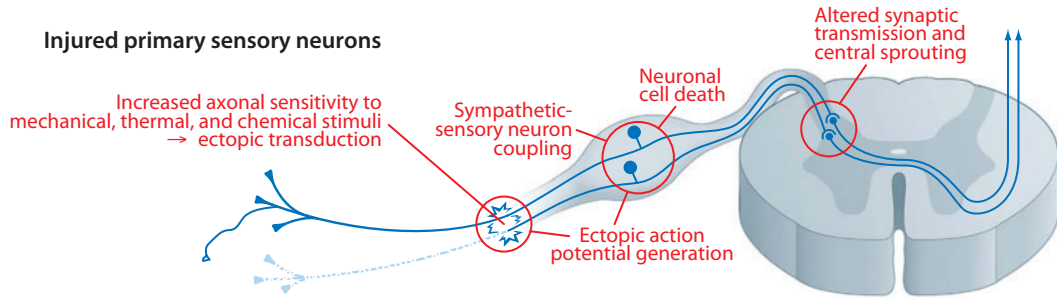 Injured primary sensory neurons
Increased axonal sensitivity to
mechanical, thermal, and chemical stimuli
→ ectopic transduction
Sympathetic-
sensory neuron
coupling
Neuronal
cell death
Altered synaptic
transmission and
central sprouting
Ectopic action
potential generation